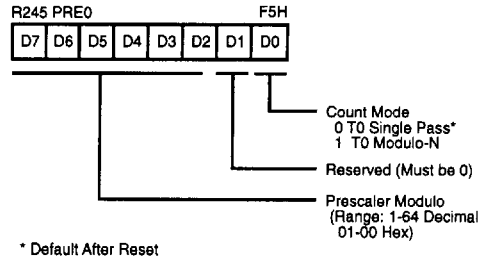 R245 PRE0 F5H
D7 D6 D5 D4 D3 D2 D1 D0
Count Mode
0 T0 Single Pass*
1 T0 Modulo-N
Reserved (Must be 0)
Prescaler Modulo
(Range: 1-64 Decimal
01-00 Hex)
* Default After Reset